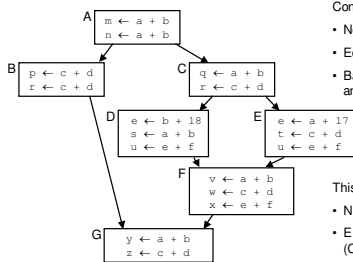 A
m ← a + b
n ← a + b
B
p ← c + d
r ← c + d
C
q ← a + b
r ← c + d
D
e ← b + 18
s ← a + b
u ← e + f
E
e ← a + 17
t ← c + d
u ← e + f
F
v ← a + b
w ← c + d
x ← e + f
G
y ← a + b
z ← c + d
This